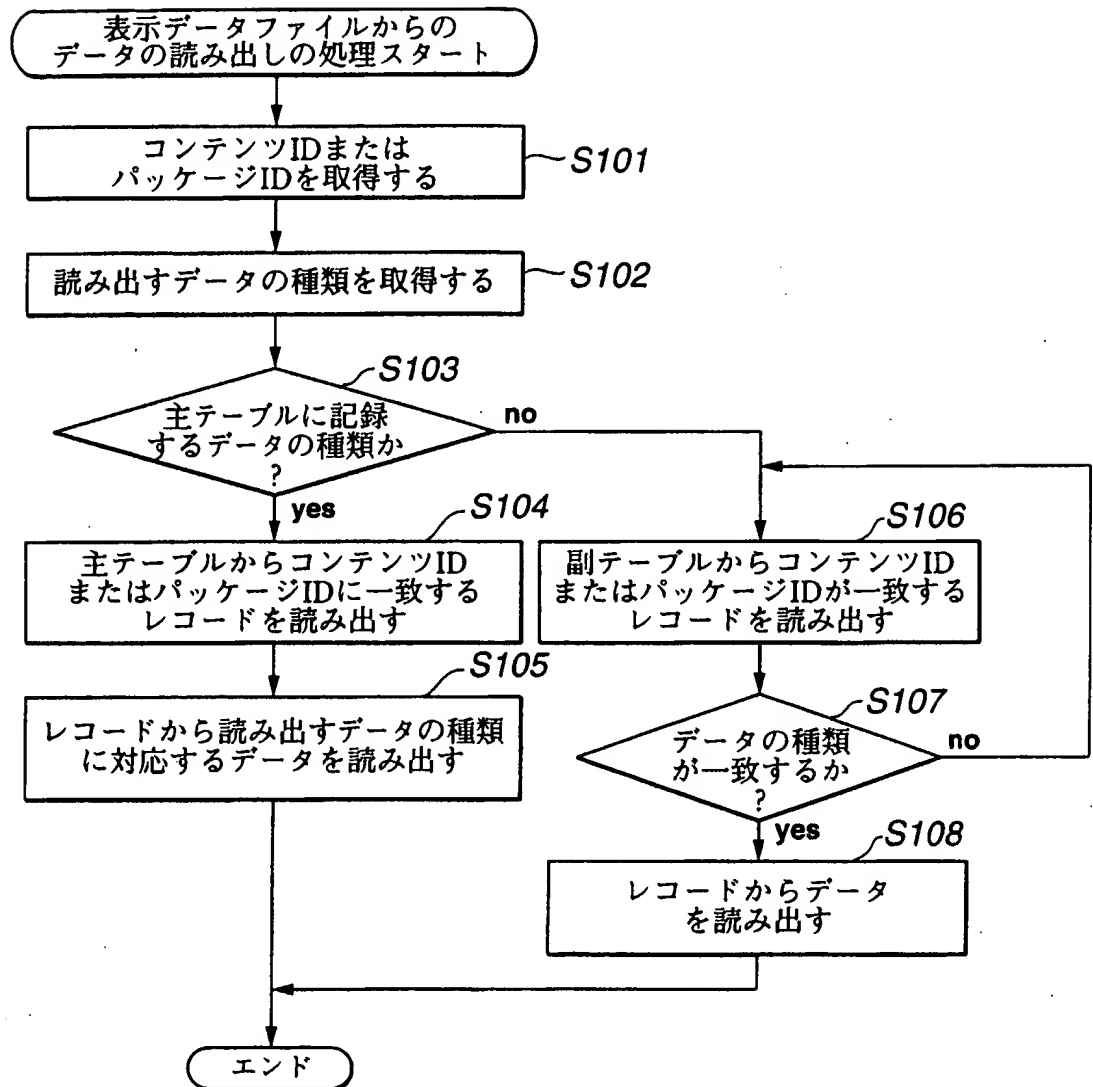 表示データファイルからの
データの読み出しの処理スタート
コンテンツIDまたは
パッケージIDを取得する
S101
読み出すデータの種類を取得する
S102
S103
主テーブルに記録
するデータの種類か
?
no
yes
S104
主テーブルからコンテンツID
またはパッケージIDに一致する
レコードを読み出す
S105
レコードから読み出すデータの種類
に対応するデータを読み出す
S106
副テーブルからコンテンツID
またはパッケージIDが一致する
レコードを読み出す
S107
データの種類
が一致するか
?
no
yes
S108
レコードからデータ
を読み出す
エンド